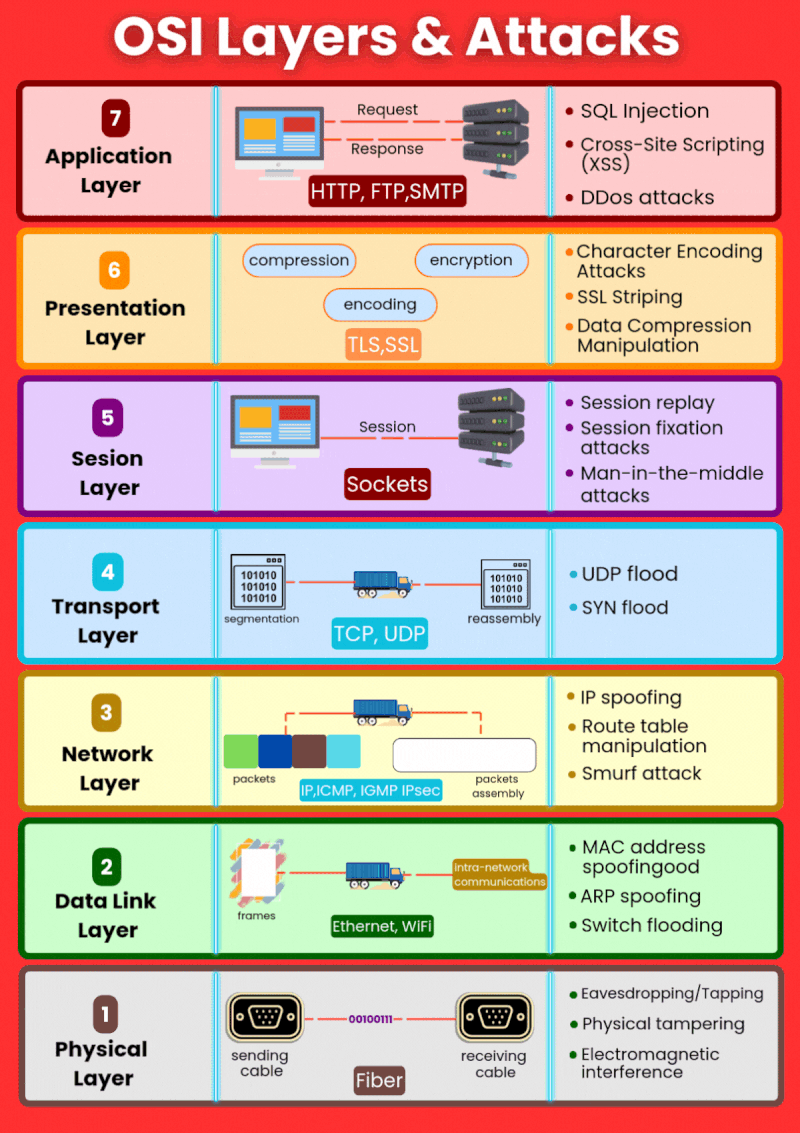 OSI Layers & Attacks
7
Application
Layer
Request
Response
HTTP, FTP,SMTP
SQL Injection
Cross-Site Scripting
(XSS)
DDos attacks
6
Presentation
Layer
compression
encryption
encoding
TLS,SSL
Character Encoding
Attacks
SSL Striping
Data Compression
Manipulation
5
Sesion
Layer
Session
Sockets
Session replay
Session fixation
attacks
Man-in-the-middle
attacks
4
Transport
Layer
101010
101010
101010
segmentation
101010
101010
101010
reassembly
TCP, UDP
UDP flood
SYN flood
3
Network
Layer
packets
IP,ICMP, IGMP IPsec
packets
assembly
IP spoofing
Route table
manipulation
Smurf attack
2
Data Link
Layer
frames
intra-network
communications
Ethernet, WiFi
MAC address
spoofingood
ARP spoofing
Switch flooding
1
Physical
Layer
00100111
sending
cable
receiving
cable
Fiber
Eavesdropping/Tapping
Physical tampering
Electromagnetic
interference